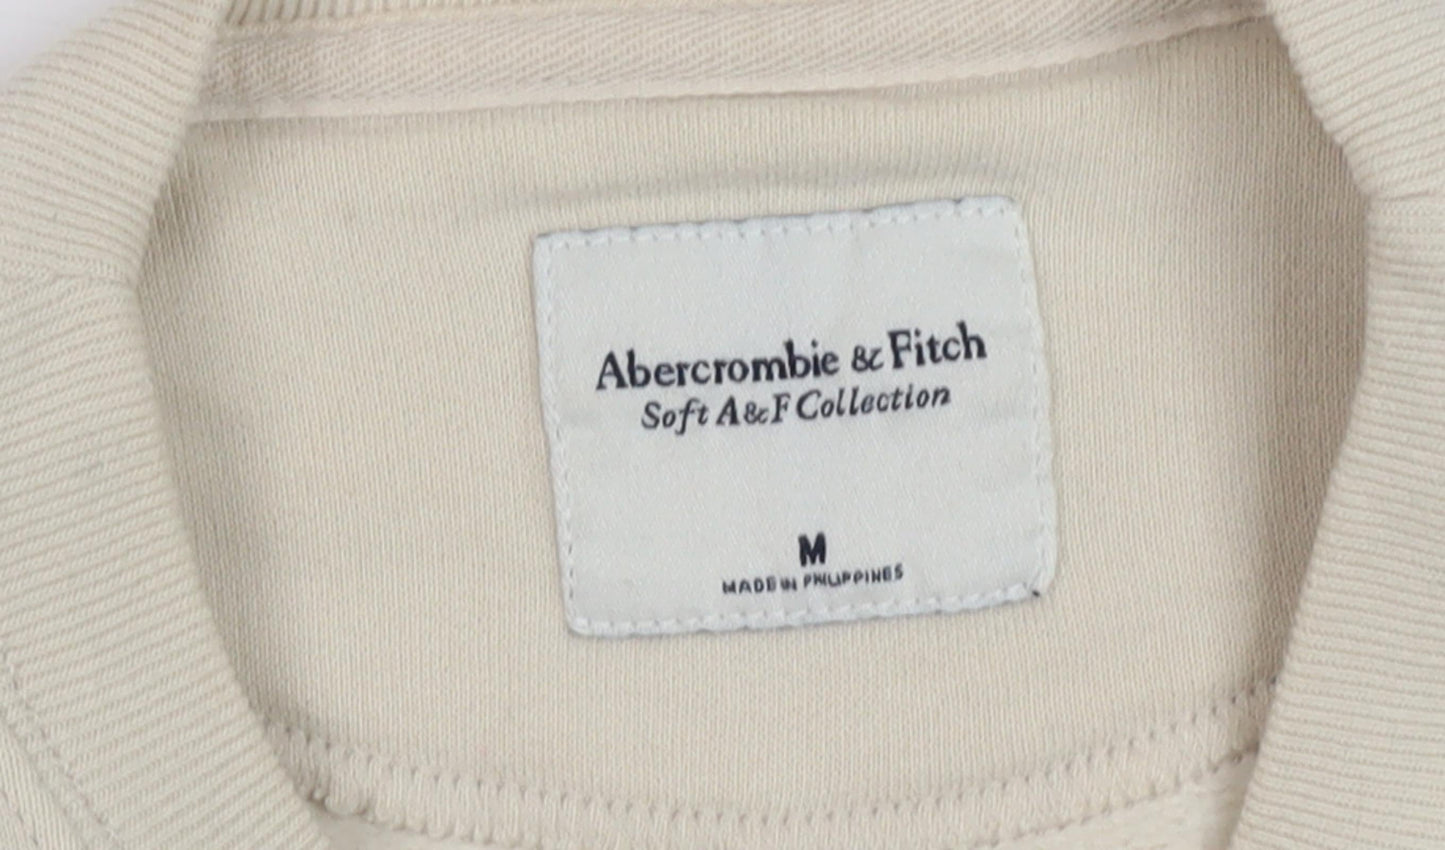 Abercrombie & Fitch
Soft A&F Collection
M
MADE IN PHILIPPINES